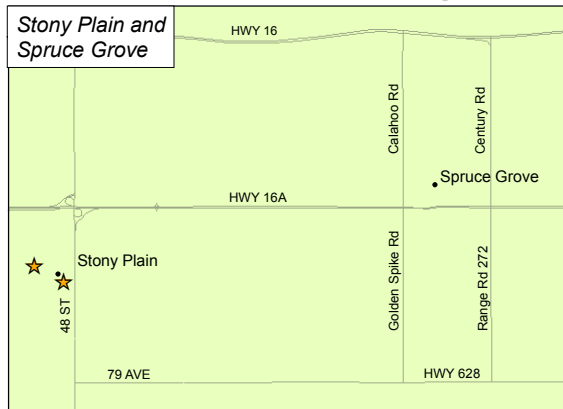 Stony Plain and
Spruce Grove
HWY 16
Calahoo Rd
Century Rd
Spruce Grove
HWY 16A
Stony Plain
48 ST
Golden Spike Rd
Range Rd 272
79 AVE
HWY 628